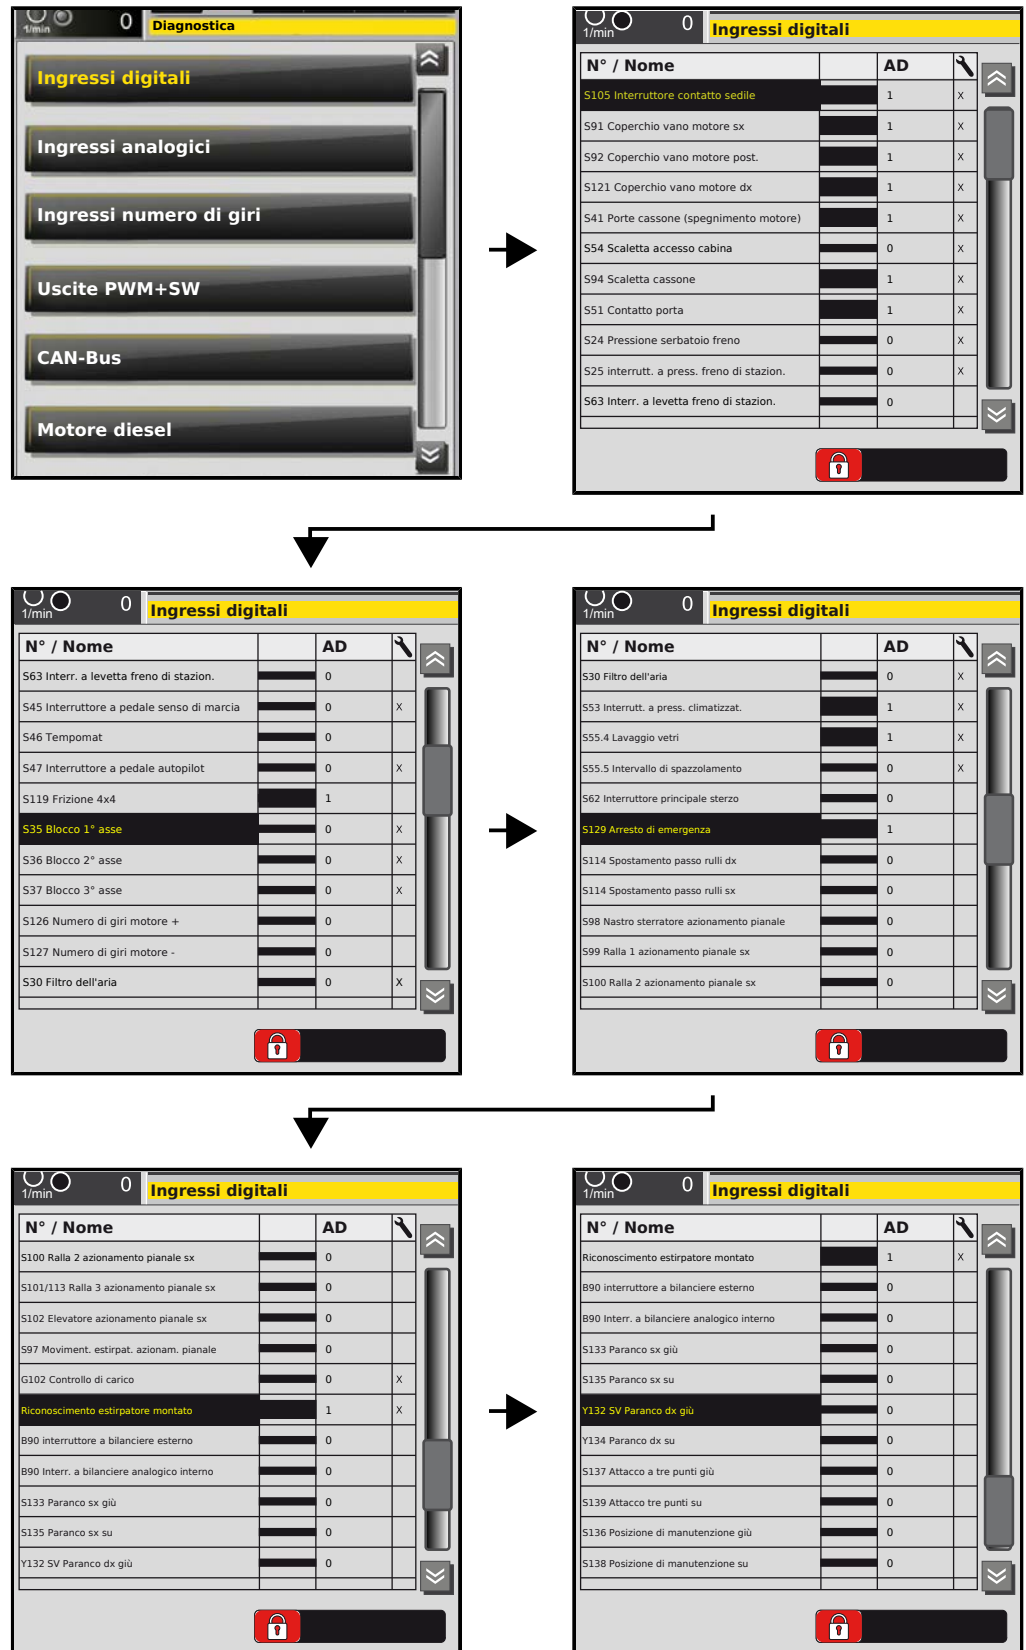 1/min 0 Diagnostica
Ingressi digitali
Ingressi analogici
Ingressi numero di giri
Uscite PWM+SW
CAN-Bus
Motore diesel
1/min 0 Ingressi digitali
N° / Nome AD
S105 Interruttore contatto sedile 1 X
S91 Coperchio vano motore sx 1 X
S92 Coperchio vano motore post. 1 X
S121 Coperchio vano motore dx 1 X
S41 Porte cassone (spegnimento motore) 1 X
S54 Scaletta accesso cabina 0 X
S94 Scaletta cassone 1 X
S51 Contatto porta 1 X
S24 Pressione serbatoio freno 0 X
S25 interrutt. a press. freno di stazion. 0 X
S63 Interr. a levetta freno di stazion. 0
1/min 0 Ingressi digitali
N° / Nome AD
S63 Interr. a levetta freno di stazion. 0
S45 Interruttore a pedale senso di marcia 0 X
S46 Tempomat 0
S47 Interruttore a pedale autopilot 0 X
S119 Frizione 4x4 1
S35 Blocco 1° asse 0 X
S36 Blocco 2° asse 0 X
S37 Blocco 3° asse 0 X
S126 Numero di giri motore + 0
S127 Numero di giri motore - 0
S30 Filtro dell'aria 0 X
1/min 0 Ingressi digitali
N° / Nome AD
S30 Filtro dell'aria 0 X
S53 Interrutt. a press. climatizzat. 1 X
S55.4 Lavaggio vetri 1 X
S55.5 Intervallo di spazzolamento 0 X
S62 Interruttore principale sterzo 0
S129 Arresto di emergenza 1
S114 Spostamento passo rulli dx 0
S114 Spostamento passo rulli sx 0
S98 Nastro sterratore azionamento pianale 0
S99 Ralla 1 azionamento pianale sx 0
S100 Ralla 2 azionamento pianale sx 0
1/min 0 Ingressi digitali
N° / Nome AD
S100 Ralla 2 azionamento pianale sx 0
S101/113 Ralla 3 azionamento pianale sx 0
S102 Elevatore azionamento pianale sx 0
S97 Moviment. estirpat. azionam. pianale 0
G102 Controllo di carico 0 X
Riconoscimento estirpatore montato 1 X
B90 interruttore a bilanciere esterno 0
B90 Interr. a bilanciere analogico interno 0
S133 Paranco sx giù 0
S135 Paranco sx su 0
Y132 SV Paranco dx giù 0
1/min 0 Ingressi digitali
N° / Nome AD
Riconoscimento estirpatore montato 1 X
B90 interruttore a bilanciere esterno 0
B90 Interr. a bilanciere analogico interno 0
S133 Paranco sx giù 0
S135 Paranco sx su 0
Y132 SV Paranco dx giù 0
Y134 Paranco dx su 0
S137 Attacco a tre punti giù 0
S139 Attacco tre punti su 0
S136 Posizione di manutenzione giù 0
S138 Posizione di manutenzione su 0